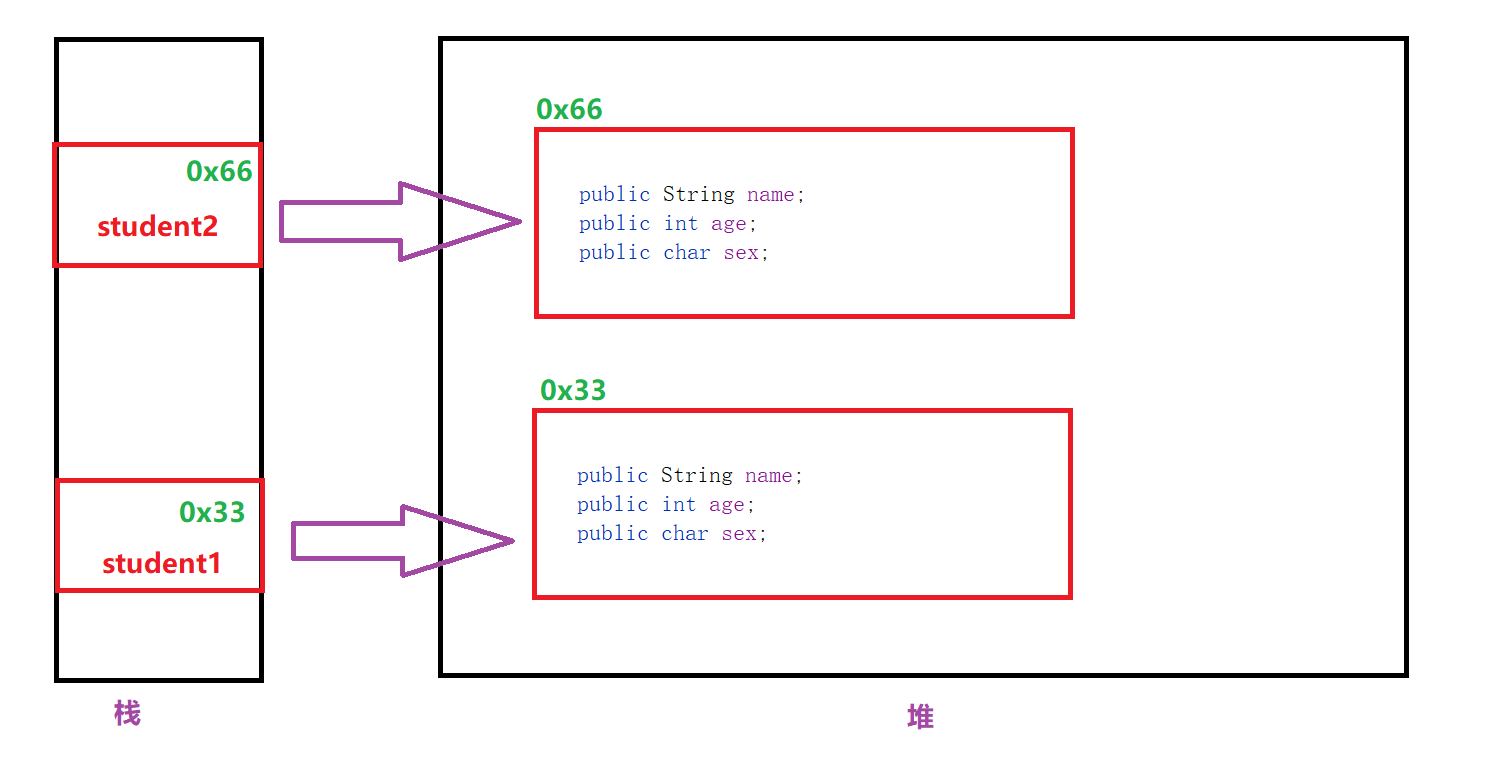 0x66
student2
0x33
student1
栈
0x66
public String name;
public int age;
public char sex;
0x33
public String name;
public int age;
public char sex;
堆